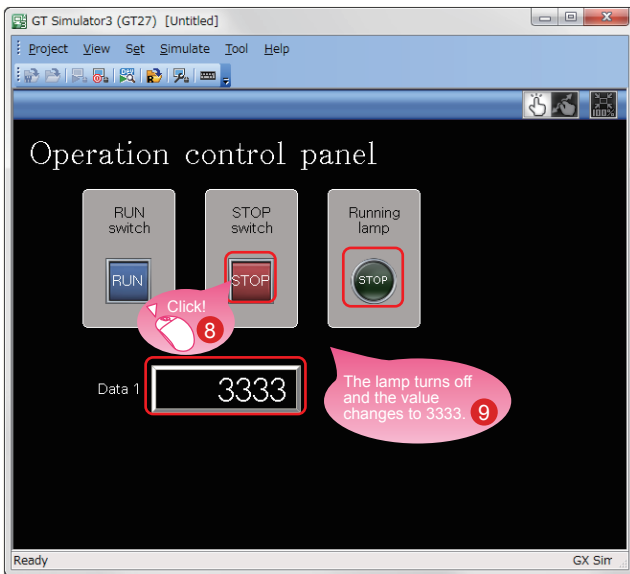 GT Simulator3 (GT27) [Untitled]
Project View Set Simulate Tool Help
100%
Operation control panel
RUN
switch
STOP
switch
Running
lamp
RUN
STOP
STOP
Click!
8
Data 1
3333
The lamp turns off
and the value
changes to 3333. 9
Ready
GX Sim